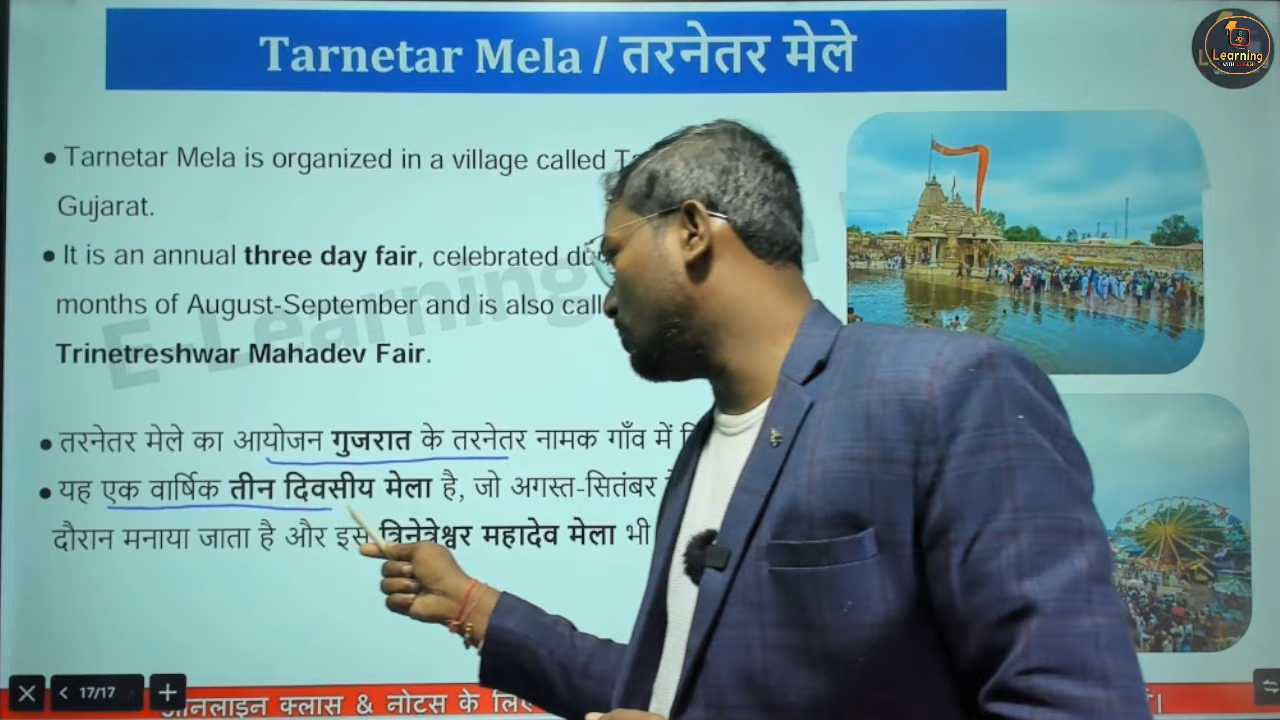 Tarnetar Mela / तरनेतर मेले
Learning
• Tarnetar Mela is organized in a village called
Gujarat.
• It is an annual three day fair, celebrated
months of August-September and is also
Trinetreshwar Mahadev Fair.
E-Learning
• तरनेतर मेले का आयोजन गुजरात के तरनेतर नामक गाँव में
• यह एक वार्षिक तीन दिवसीय मेला है, जो अगस्त-सितंबर
दौरान मनाया जाता है और इसे त्रिनेत्रेश्वर महादेव मेला भी
17/17
ऑनलाइन क्लास & नोटस के लिए